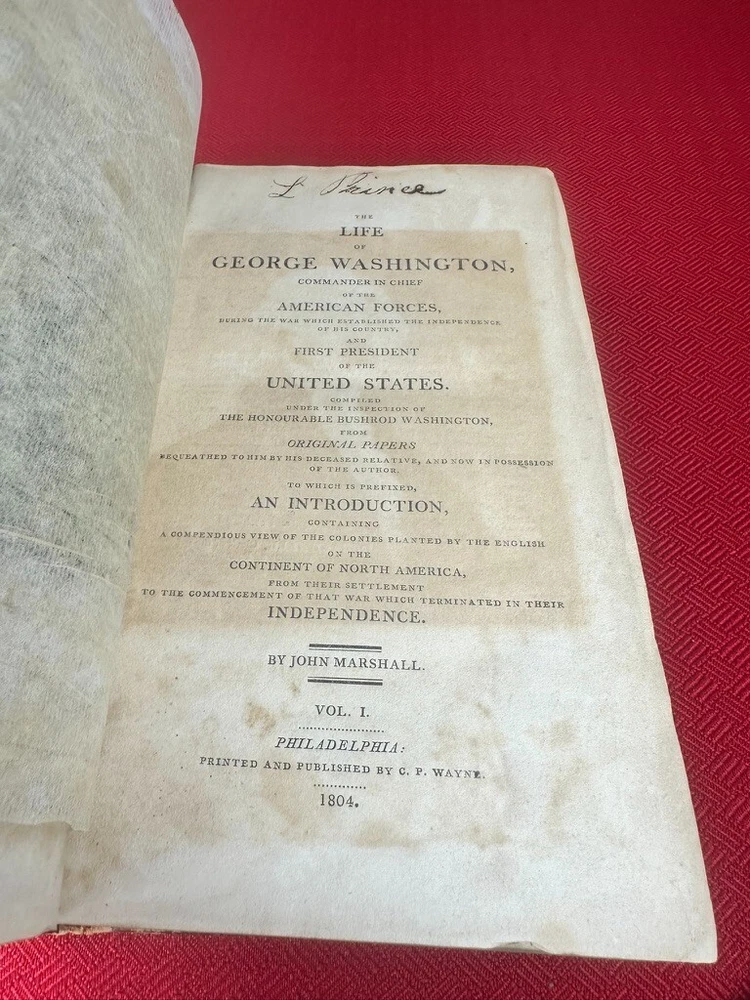 L Prince
THE
LIFE
OF
GEORGE WASHINGTON,
COMMANDER IN CHIEF
OF THE
AMERICAN FORCES,
DURING THE WAR WHICH ESTABLISHED THE INDEPENDENCE
OF HIS COUNTRY,
AND
FIRST PRESIDENT
OF THE
UNITED STATES.
COMPILED
UNDER THE INSPECTION OF
THE HONOURABLE BUSHROD WASHINGTON,
FROM
ORIGINAL PAPERS
BEQUEATHED TO HIM BY HIS DECEASED RELATIVE, AND NOW IN POSSESSION
OF THE AUTHOR.
TO WHICH IS PREFIXED,
AN INTRODUCTION,
CONTAINING
A COMPENDIOUS VIEW OF THE COLONIES PLANTED BY THE ENGLISH
ON THE
CONTINENT OF NORTH AMERICA,
FROM THEIR SETTLEMENT
TO THE COMMENCEMENT OF THAT WAR WHICH TERMINATED IN THEIR
INDEPENDENCE.
BY JOHN MARSHALL.
VOL. I.
PHILADELPHIA:
PRINTED AND PUBLISHED BY C. P. WAYNE.
1804.